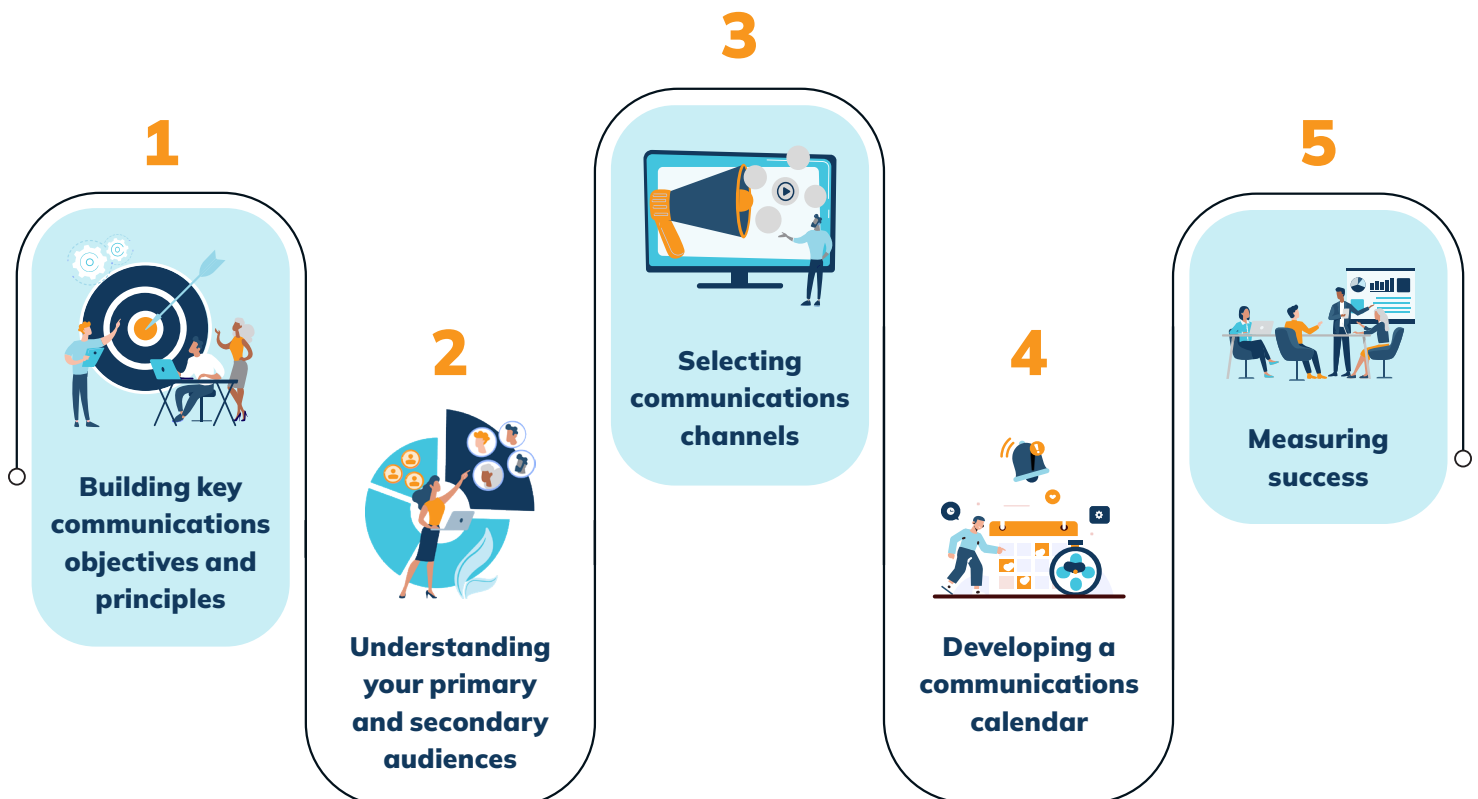 1
Building key
communications
objectives and
principles
2
Understanding
your primary
and secondary
audiences
3
Selecting
communications
channels
4
Developing a
communications
calendar
5
Measuring
success